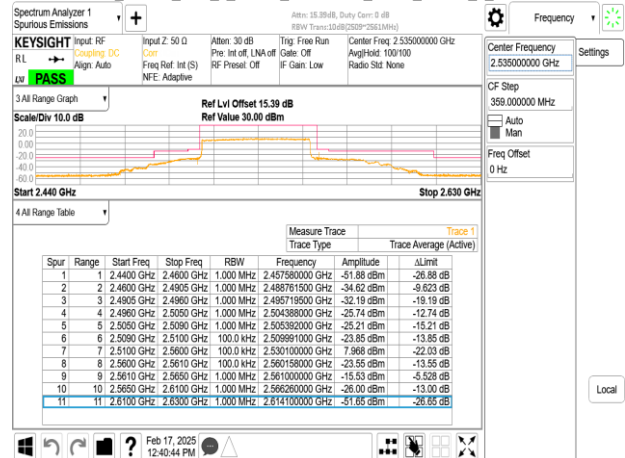 Spectrum Analyzer 1
Spurious Emissions
Attn: 15.39dB, Duty Corr: 0 dB
RBW Trans:10dB(2509~2561MHz)
Frequency
KEYSIGHT
RL
PASS
Input: RF
Coupling: DC
Align: Auto
Input Z: 50 Ω
Corr
Freq Ref: Int (S)
NFE: Adaptive
Atten: 30 dB
Pre: Int off, LNA off
RF Preset: Off
Trig: Free Run
Gate: Off
IF Gain: Low
Center Freq: 2.535000000 GHz
Avg|Hold: 100/100
Radio Std: None
Center Frequency
2.535000000 GHz
Settings
CF Step
359.000000 MHz
Auto
Man
Freq Offset
0 Hz
Local
3 All Range Graph
Scale/Div 10.0 dB
Ref Lvl Offset 15.39 dB
Ref Value 30.00 dBm
20.0
0.00
-20.0
-40.0
-60.0
Start 2.440 GHz
Stop 2.630 GHz
4 All Range Table
Measure Trace Trace 1
Trace Type Trace Average (Active)
Spur Range Start Freq Stop Freq RBW Frequency Amplitude ΔLimit
1 1 2.4400 GHz 2.4600 GHz 1.000 MHz 2.457580000 GHz -51.88 dBm -26.88 dB
2 2 2.4600 GHz 2.4905 GHz 1.000 MHz 2.488761500 GHz -34.62 dBm -9.623 dB
3 3 2.4905 GHz 2.4960 GHz 1.000 MHz 2.495719500 GHz -32.19 dBm -19.19 dB
4 4 2.4960 GHz 2.5050 GHz 1.000 MHz 2.504388000 GHz -25.74 dBm -12.74 dB
5 5 2.5050 GHz 2.5090 GHz 1.000 MHz 2.505392000 GHz -25.21 dBm -15.21 dB
6 6 2.5090 GHz 2.5100 GHz 100.0 kHz 2.509991000 GHz -23.85 dBm -13.85 dB
7 7 2.5100 GHz 2.5600 GHz 100.0 kHz 2.530100000 GHz 7.968 dBm -22.03 dB
8 8 2.5600 GHz 2.5610 GHz 100.0 kHz 2.560158000 GHz -23.55 dBm -13.55 dB
9 9 2.5610 GHz 2.5650 GHz 1.000 MHz 2.561000000 GHz -15.53 dBm -5.528 dB
10 10 2.5650 GHz 2.6100 GHz 1.000 MHz 2.566260000 GHz -26.00 dBm -13.00 dB
11 11 2.6100 GHz 2.6300 GHz 1.000 MHz 2.614100000 GHz -51.65 dBm -26.65 dB
Feb 17, 2025
12:40:44 PM